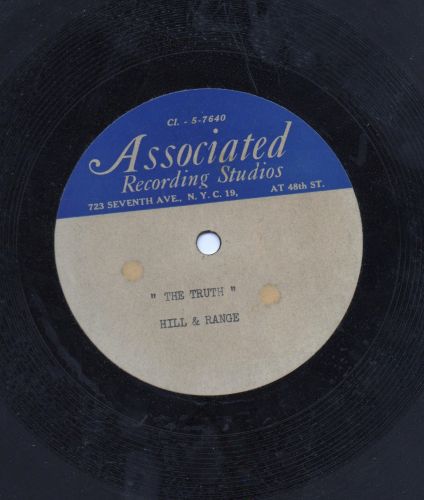 CI. - 5-7640
Associated
Recording Studios
723 SEVENTH AVE., N. Y. C. 19, AT 48th ST.
" THE TRUTH "
HILL & RANGE